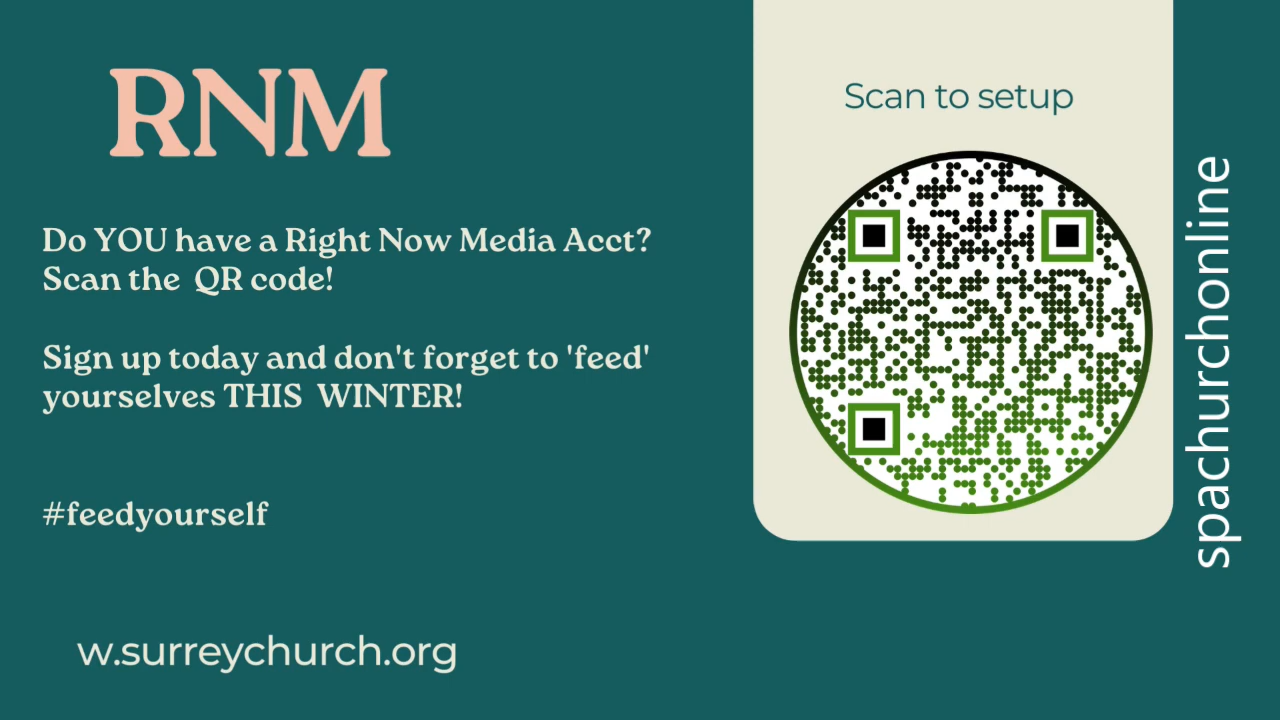 RNM
Do YOU have a Right Now Media Acct?
Scan the  QR code!
Sign up today and don't forget to 'feed'
yourselves THIS  WINTER!
#feedyourself
w.surreychurch.org
Scan to setup
spachurchonline